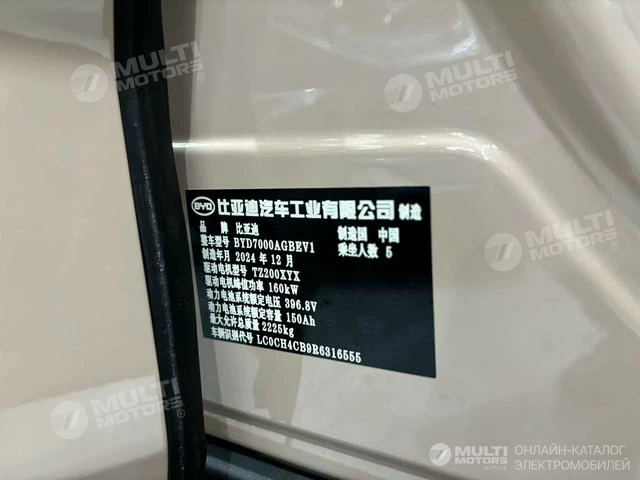 MULTI
MOTORS
MULTI
MOTORS
BYD 比亚迪汽车工业有限公司 制造
品 牌 比亚迪 制造国 中国
整车型号 BYD7000AGBEV1 乘坐人数 5
制造年月 2024 年 12 月
驱动电机型号 TZ200XYX
驱动电机峰值功率 160kW
动力电池系统额定电压 396.8V
动力电池系统额定容量 150Ah
最大允许总质量 2225kg
车辆识别代号 LC0CH4CB9R6316555
MULTI
MOTORS
MULTI
MOTORS
MULTI
MOTORS
ОНЛАЙН-КАТАЛОГ
ЭЛЕКТРОМОБИЛЕЙ